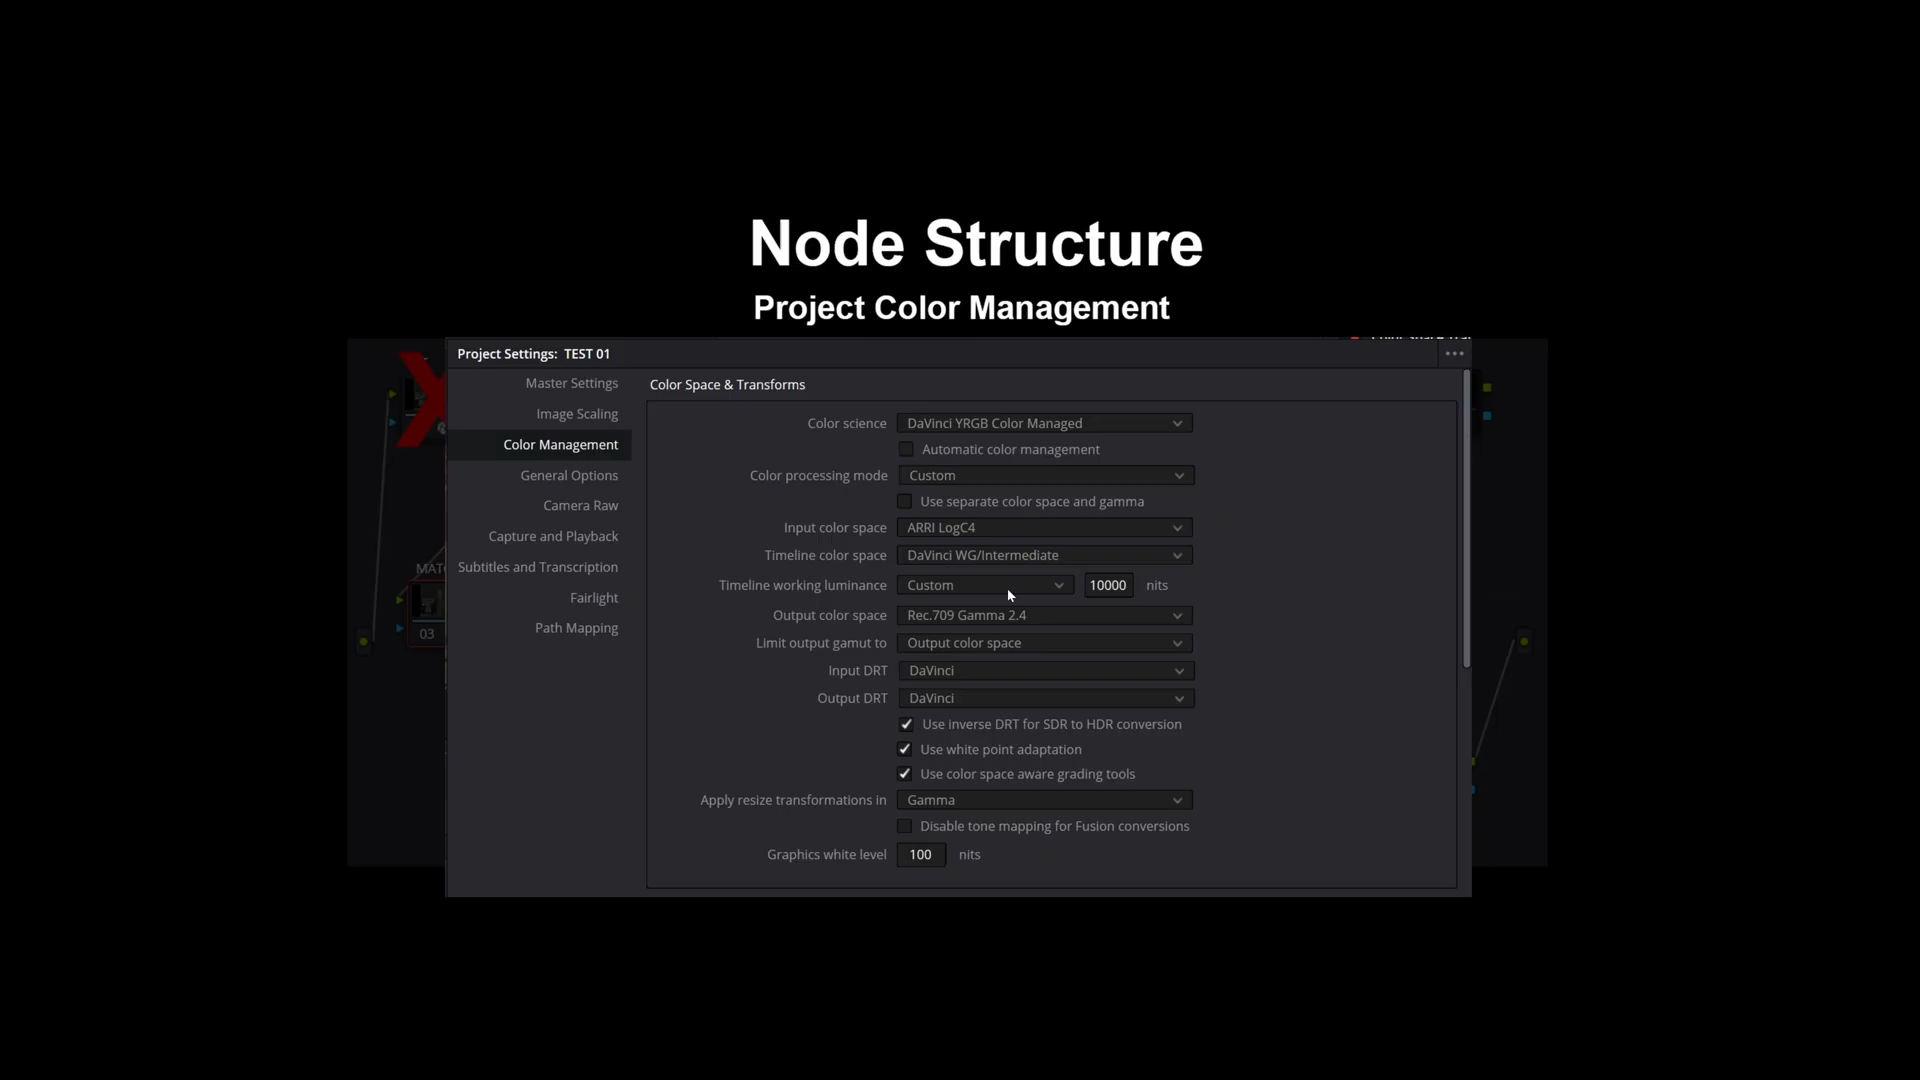 Node Structure
Project Color Management
Project Settings: TEST 01
Master Settings
Image Scaling
Color Management
General Options
Camera Raw
Capture and Playback
Subtitles and Transcription
Fairlight
Path Mapping
Color Space & Transforms
Color science DaVinci YRGB Color Managed
Automatic color management
Color processing mode Custom
Use separate color space and gamma
Input color space ARRI LogC4
Timeline color space DaVinci WG/Intermediate
Timeline working luminance Custom 10000 nits
Output color space Rec.709 Gamma 2.4
Limit output gamut to Output color space
Input DRT DaVinci
Output DRT DaVinci
Use inverse DRT for SDR to HDR conversion
Use white point adaptation
Use color space aware grading tools
Apply resize transformations in Gamma
Disable tone mapping for Fusion conversions
Graphics white level 100 nits
03